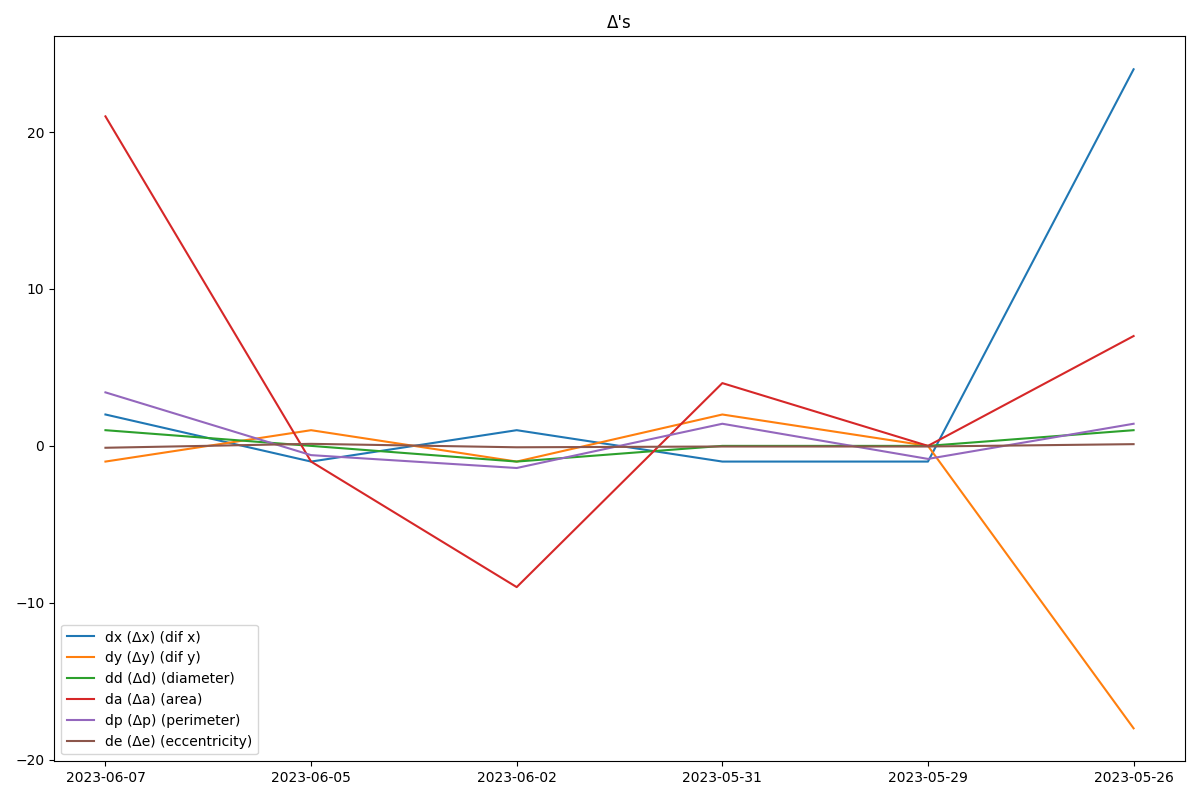 Δ's
20
10
0
−10
−20
dx (Δx) (dif x)
dy (Δy) (dif y)
dd (Δd) (diameter)
da (Δa) (area)
dp (Δp) (perimeter)
de (Δe) (eccentricity)
2023-06-07 2023-06-05 2023-06-02 2023-05-31 2023-05-29 2023-05-26